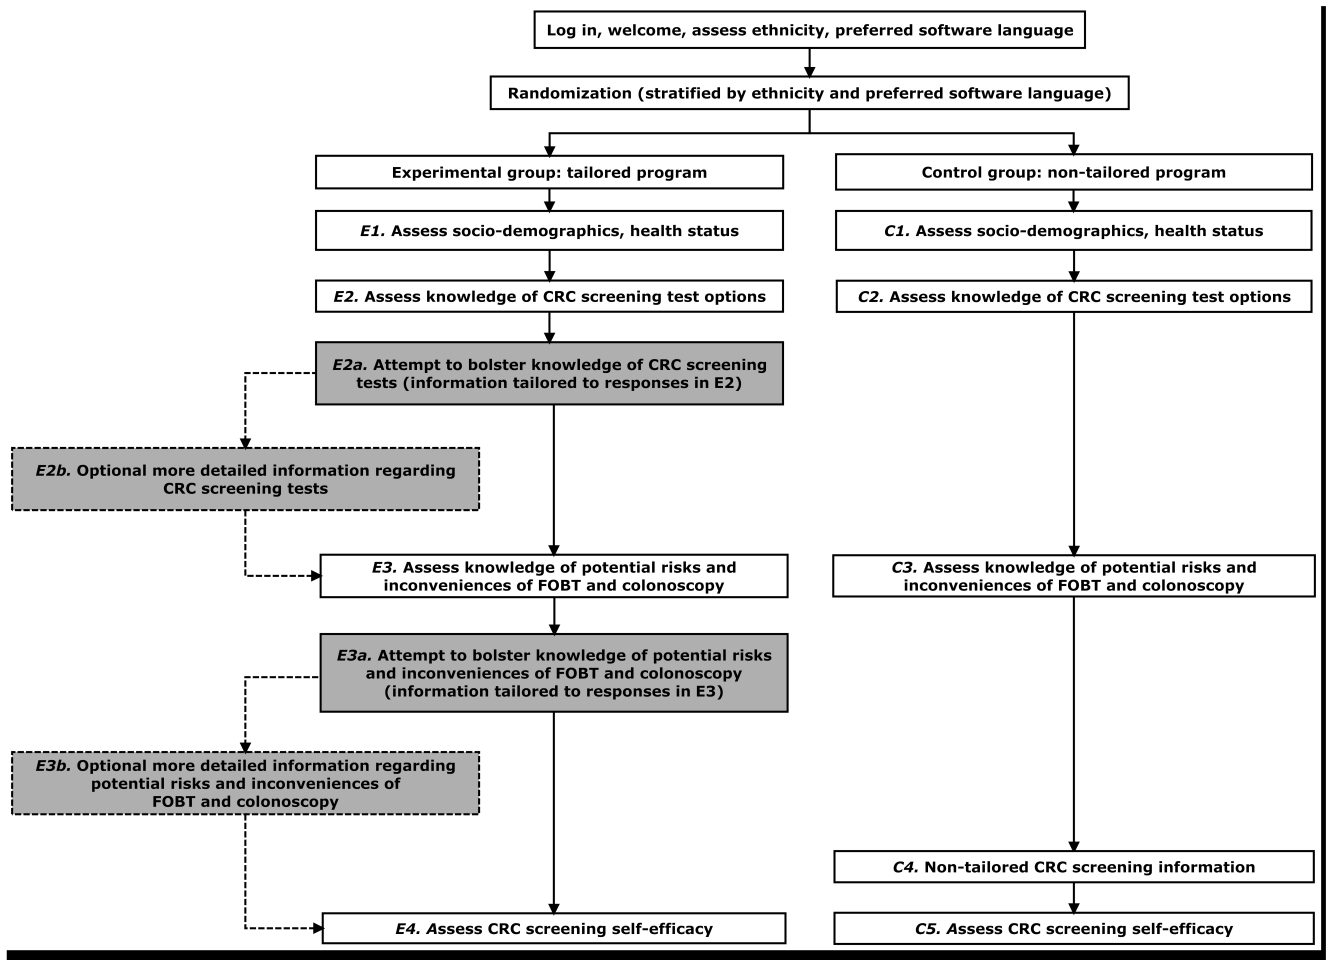 Log in, welcome, assess ethnicity, preferred software language
Randomization (stratified by ethnicity and preferred software language)
Experimental group: tailored program
Control group: non-tailored program
E1. Assess socio-demographics, health status
C1. Assess socio-demographics, health status
E2. Assess knowledge of CRC screening test options
C2. Assess knowledge of CRC screening test options
E2a. Attempt to bolster knowledge of CRC screening
tests (information tailored to responses in E2)
E2b. Optional more detailed information regarding
CRC screening tests
E3. Assess knowledge of potential risks and
inconveniences of FOBT and colonoscopy
C3. Assess knowledge of potential risks and
inconveniences of FOBT and colonoscopy
E3a. Attempt to bolster knowledge of potential risks
and inconveniences of FOBT and colonoscopy
(information tailored to responses in E3)
E3b. Optional more detailed information regarding
potential risks and inconveniences of
FOBT and colonoscopy
C4. Non-tailored CRC screening information
E4. Assess CRC screening self-efficacy
C5. Assess CRC screening self-efficacy